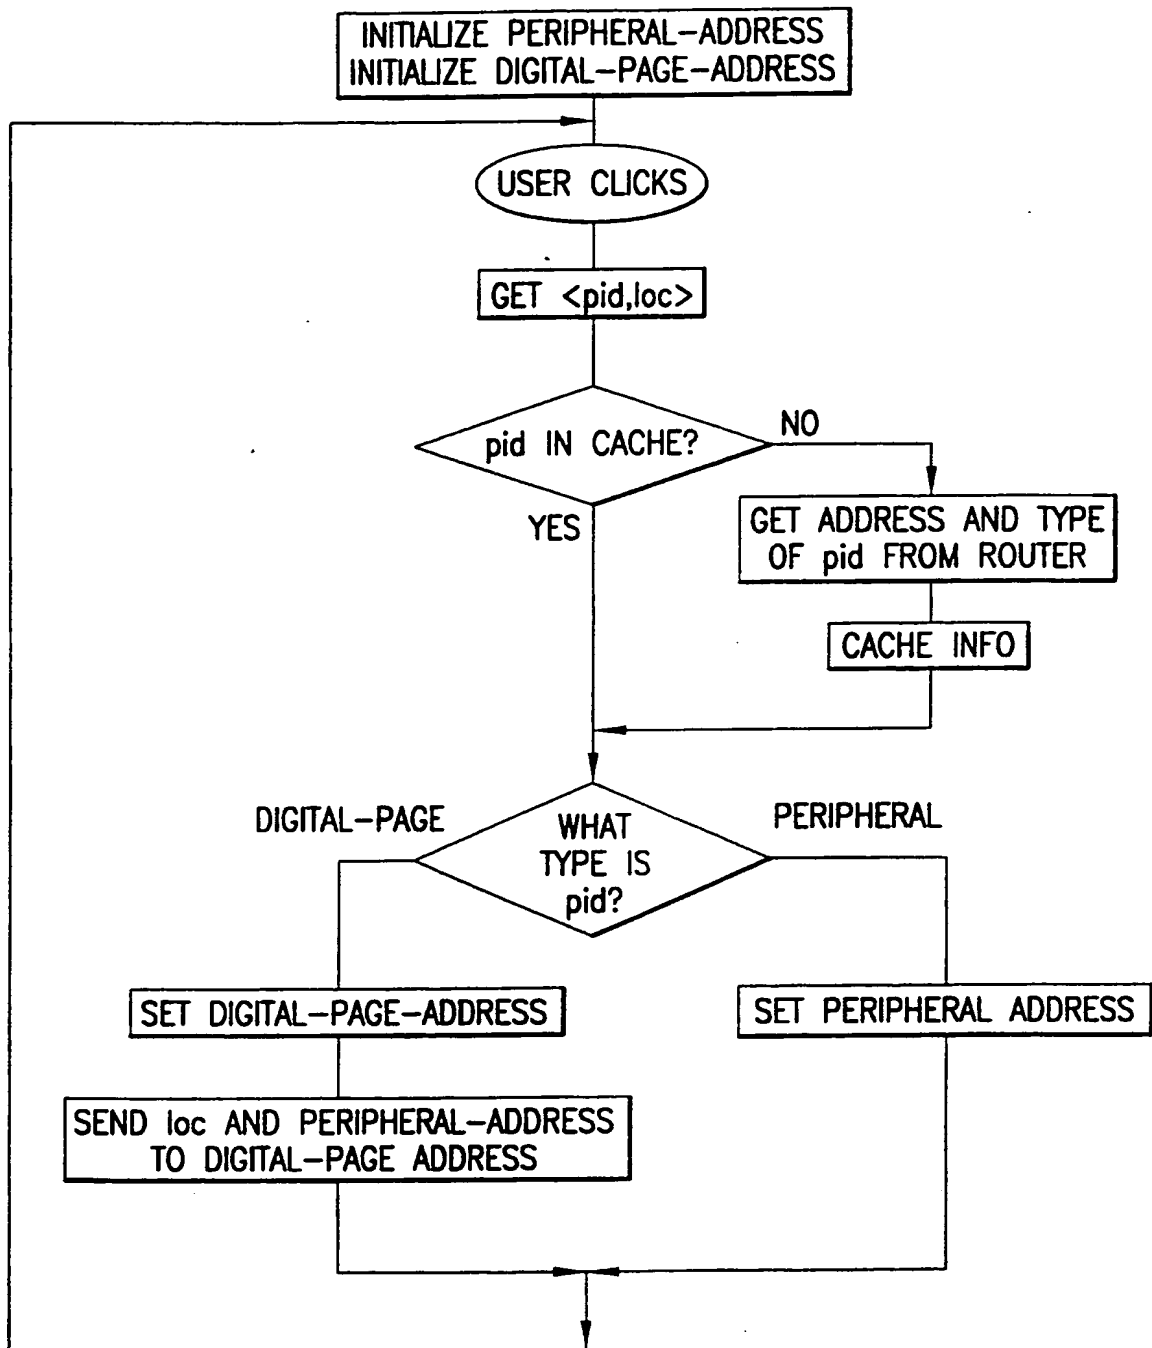 INITIALIZE PERIPHERAL-ADDRESS
INITIALIZE DIGITAL-PAGE-ADDRESS
USER CLICKS
GET <pid,loc>
pid IN CACHE?
NO
YES
GET ADDRESS AND TYPE
OF pid FROM ROUTER
CACHE INFO
DIGITAL-PAGE
WHAT
TYPE IS
pid?
PERIPHERAL
SET DIGITAL-PAGE-ADDRESS
SET PERIPHERAL ADDRESS
SEND loc AND PERIPHERAL-ADDRESS
TO DIGITAL-PAGE ADDRESS